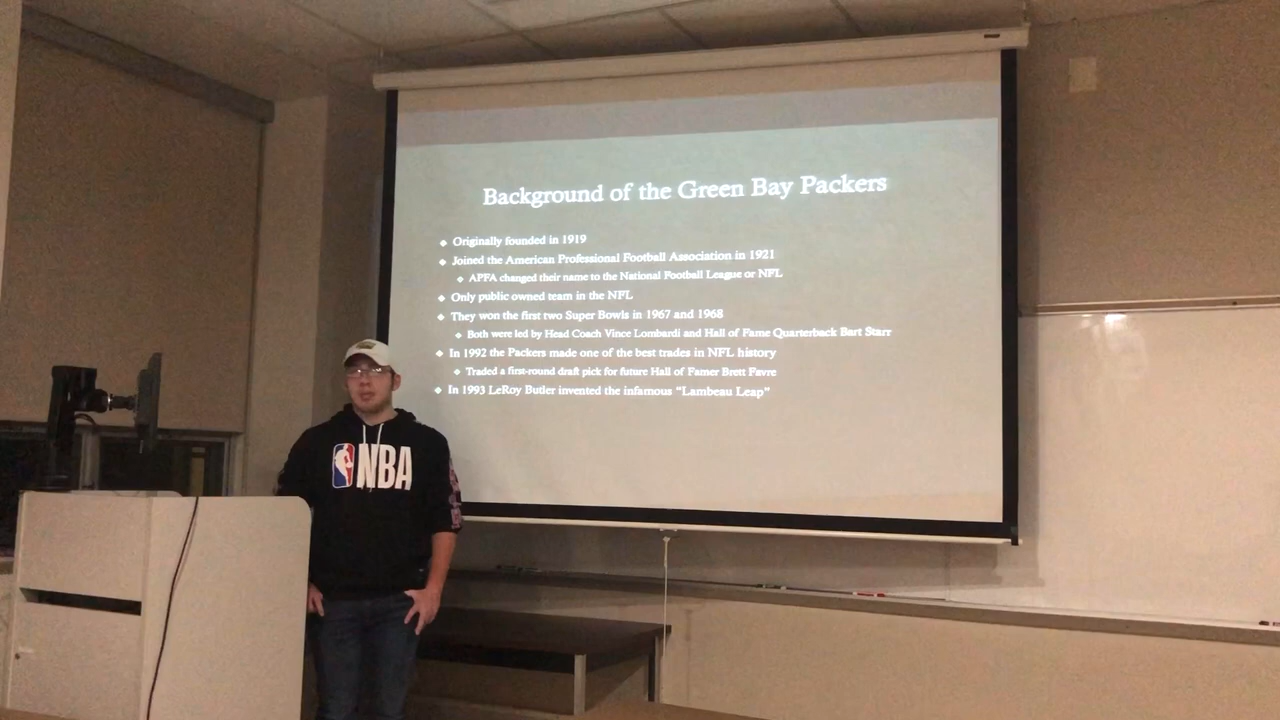 Background of the Green Bay Packers
Originally founded in 1919
Joined the American Professional Football Association in 1921
APFA changed their name to the National Football League or NFL
Only public owned team in the NFL
They won the first two Super Bowls in 1967 and 1968
Both were led by Head Coach Vince Lombardi and Hall of Fame Quarterback Bart Starr
In 1992 the Packers made one of the best trades in NFL history
Traded a first-round draft pick for future Hall of Famer Brett Favre
In 1993 LeRoy Butler invented the infamous “Lambeau Leap”
NBA